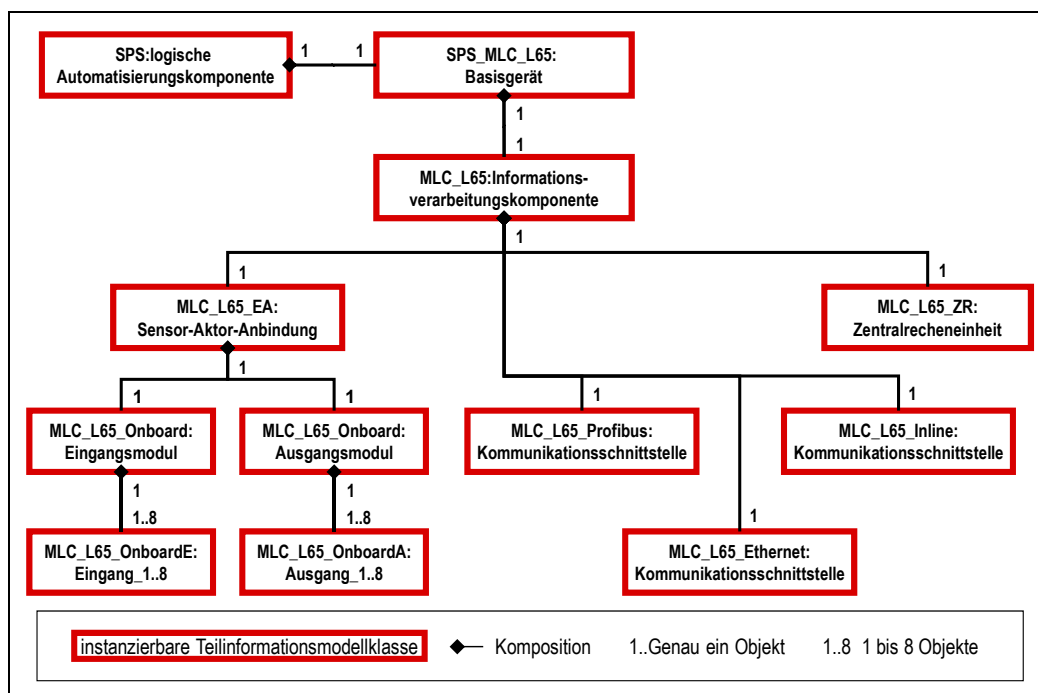 SPS:logische
Automatisierungskomponente
1
1
SPS_MLC_L65:
Basisgerät
1
1
MLC_L65:Informations-
verarbeitungskomponente
1
1
MLC_L65_EA:
Sensor-Aktor-Anbindung
1
MLC_L65_ZR:
Zentralrecheneinheit
1
1
MLC_L65_Onboard:
Eingangsmodul
1
MLC_L65_Onboard:
Ausgangsmodul
1
MLC_L65_Profibus:
Kommunikationsschnittstelle
1
MLC_L65_Inline:
Kommunikationsschnittstelle
1
1..8
MLC_L65_OnboardE:
Eingang_1..8
1
1..8
MLC_L65_OnboardA:
Ausgang_1..8
1
MLC_L65_Ethernet:
Kommunikationsschnittstelle
instanzierbare Teilinformationsmodellklasse
Komposition
1..Genau ein Objekt
1..8 1 bis 8 Objekte